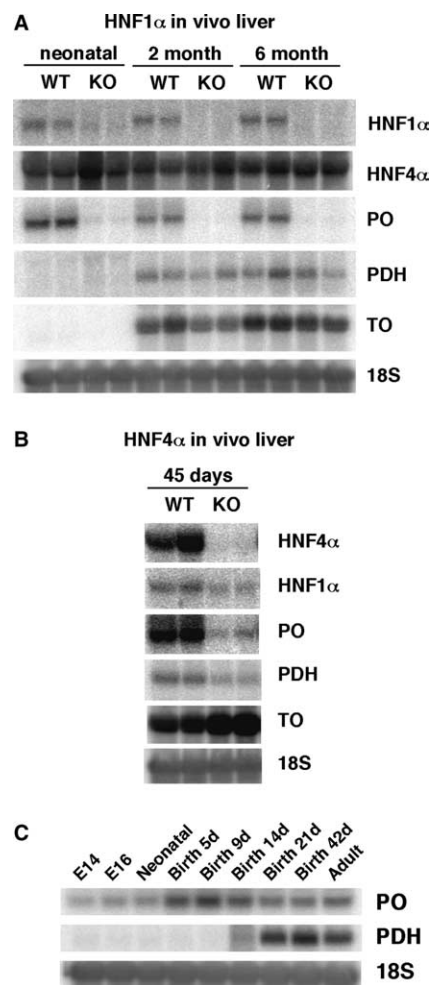 A
HNF1α in vivo liver
neonatal 2 month 6 month
WT KO WT KO WT KO
HNF1α
HNF4α
PO
PDH
TO
18S
B
HNF4α in vivo liver
45 days
WT KO
HNF4α
HNF1α
PO
PDH
TO
18S
C
E14 E16 Neonatal Birth 5d Birth 9d Birth 14d Birth 21d Birth 42d Adult
PO
PDH
18S